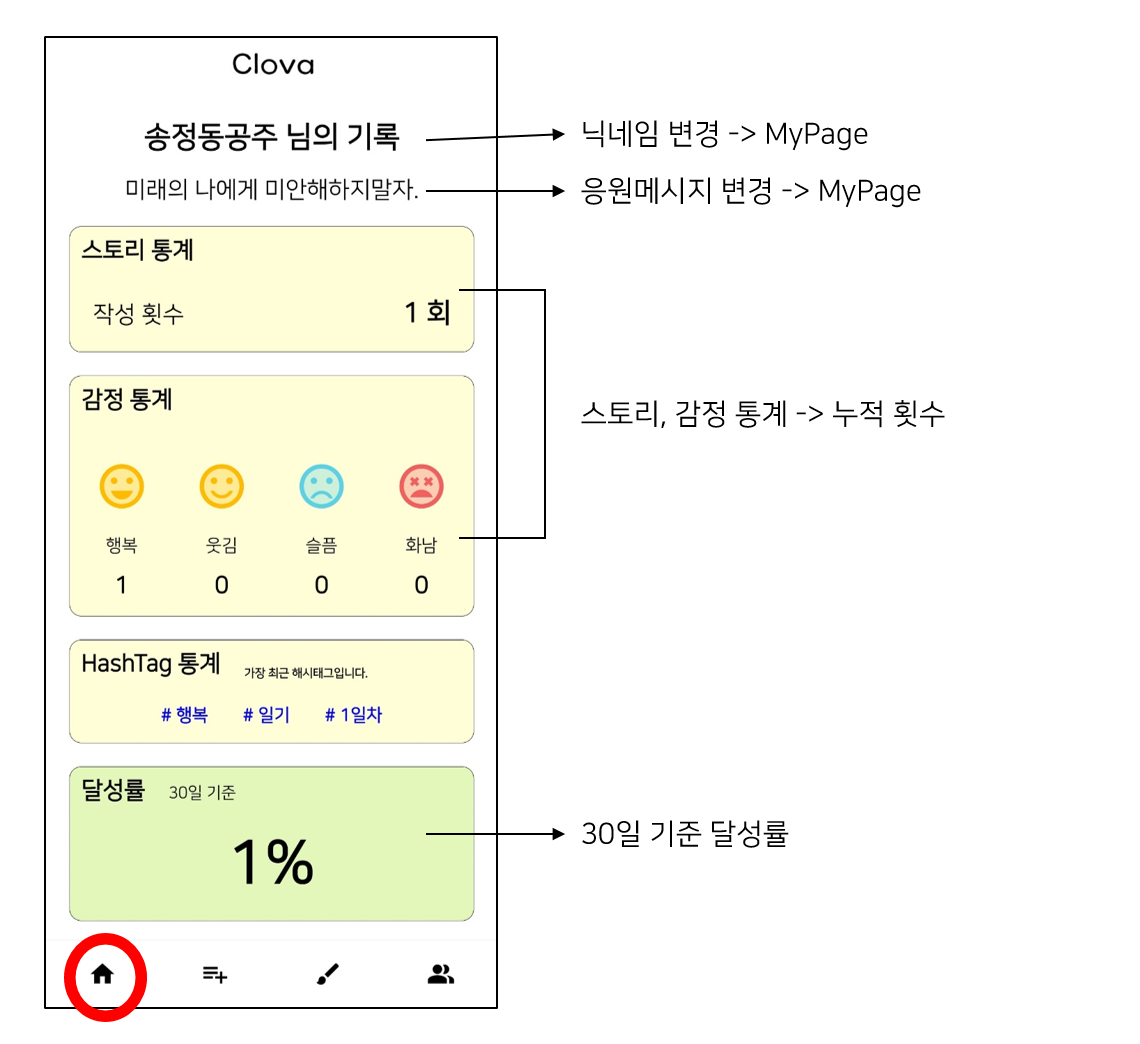 Clova
송정동공주 님의 기록
닉네임 변경 -> MyPage
미래의 나에게 미안해하지말자.
응원메시지 변경 -> MyPage
스토리 통계
작성 횟수 1 회
감정 통계
스토리, 감정 통계 -> 누적 횟수
행복 웃김 슬픔 화남
1 0 0 0
HashTag 통계 가장 최근 해시태그입니다.
# 행복 # 일기 # 1일차
달성률 30일 기준
30일 기준 달성률
1%